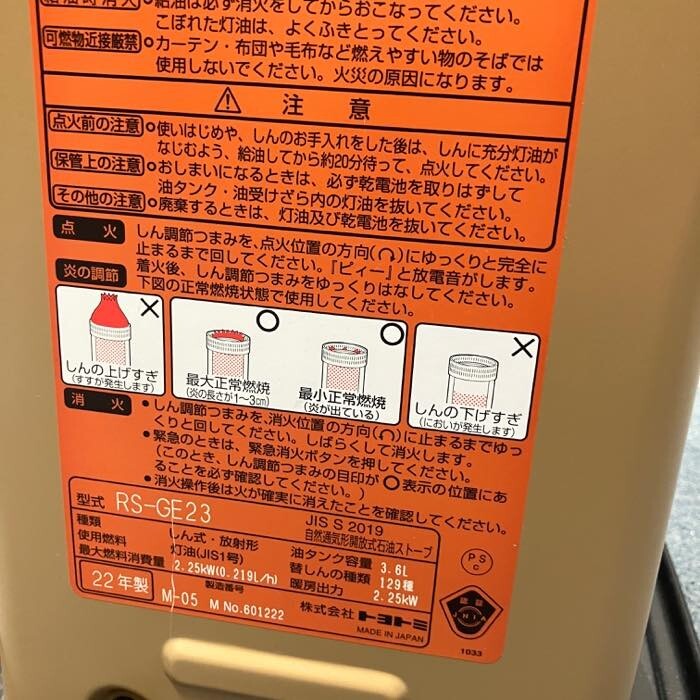 給油時消火 ○給油は必ず消火をしてからおこなってください。
こぼれた灯油は、よくふきとってください。
可燃物近接厳禁 ○カーテン・布団や毛布など燃えやすい物のそばでは
使用しないでください。火災の原因になります。
⚠ 注意
点火前の注意 ○使いはじめや、しんのお手入れをした後は、しんに充分灯油が
なじむよう、給油してから約20分待って、点火してください。
保管上の注意 ○おしまいになるときは、必ず乾電池を取りはずして
油タンク・油受けざら内の灯油を抜いてください。
その他の注意 ○廃棄するときは、灯油及び乾電池を抜いてください。
点火 しん調節つまみを、点火位置の方向(↷)にゆっくりと完全に
止まるまで回してください。『ピィー』と放電音がします。
炎の調節 着火後、しん調節つまみをゆっくりはなしてください。
下図の正常燃焼状態で使用してください。
しんの上げすぎ
(すすが発生します)
最大正常燃焼
(炎の長さが1〜3cm)
最小正常燃焼
(炎が出ている)
しんの下げすぎ
(においが発生します)
消火 ●しん調節つまみを、消火位置の方向(↶)に止まるまでゆっ
くりと回してください。しばらくして消火します。
●緊急のときは、緊急消火ボタンを押してください。
(このとき、しん調節つまみの目印が○表示の位置にあ
ることを必ず確認してください。)
●消火操作後は火が確実に消えたことを確認してください。
型式 RS-GE23 JIS S 2019
自然通気形開放式石油ストーブ
種類 しん式・放射形
使用燃料 灯油(JIS1号)
最大燃料消費量 2.25kW(0.219L/h)
油タンク容量 3.6L
替しんの種類 129種
暖房出力 2.25kW
22年製 製造番号
M-05 M No.601222
株式会社トヨトミ
MADE IN JAPAN
PS
C
認証
JHIA
1033